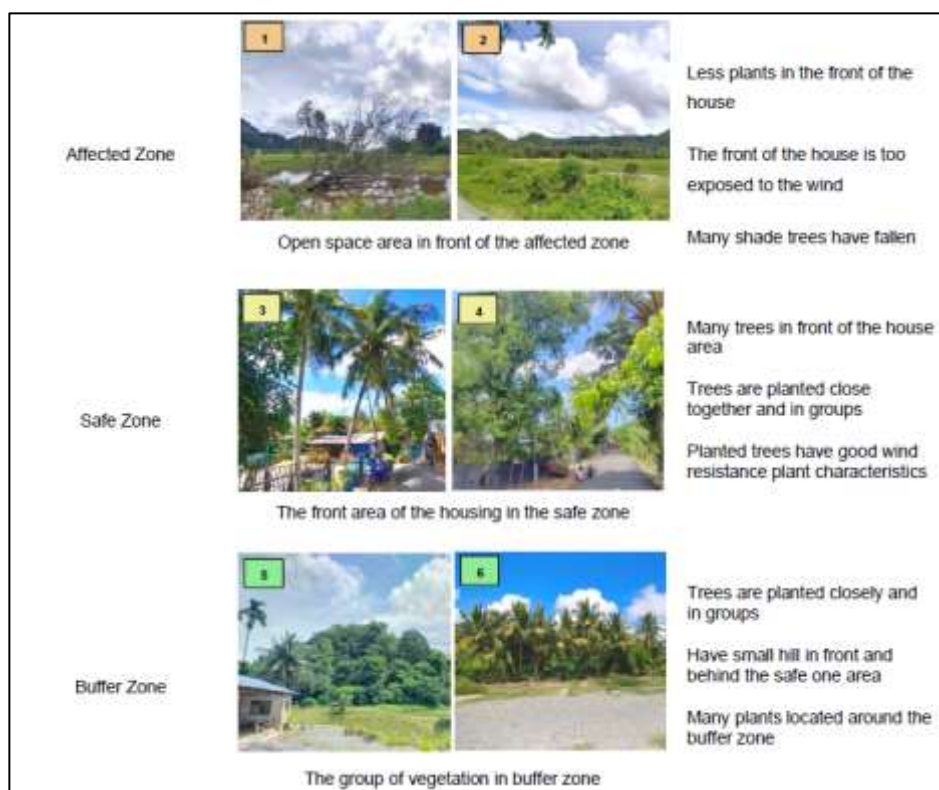 1
2
Affected Zone
Less plants in the front of the
house
The front of the house is too
exposed to the wind
Many shade trees have fallen
Open space area in front of the affected zone
3
4
Safe Zone
Many trees in front of the house
area
Trees are planted close
together and in groups
Planted trees have good wind
resistance plant characteristics
The front area of the housing in the safe zone
5
6
Buffer Zone
Trees are planted closely and
in groups
Have small hill in front and
behind the safe one area
Many plants located around the
buffer zone
The group of vegetation in buffer zone